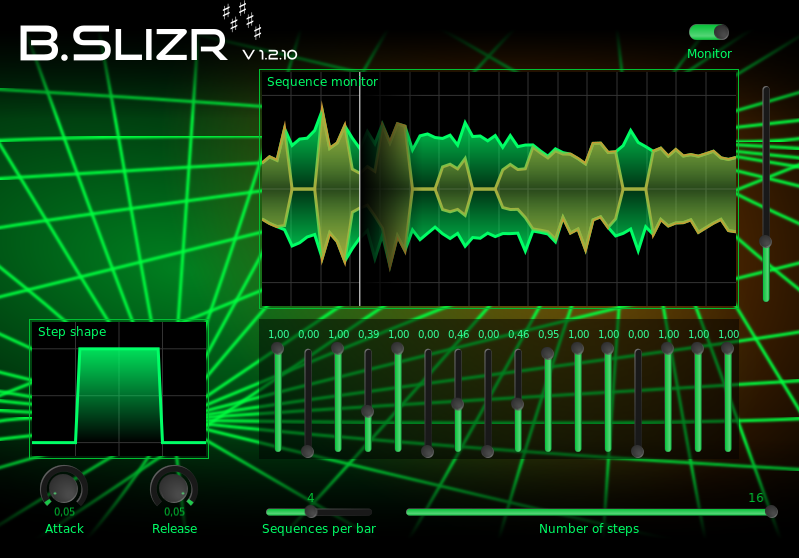 B.SLIZR V 1.2.10
Monitor
Sequence monitor
Step shape
1,00 0,00 1,00 0,39 1,00 0,00 0,46 0,00 0,46 0,95 1,00 1,00 0,00 1,00 1,00 1,00
4
16
0,05
0,05
Attack
Release
Sequences per bar
Number of steps